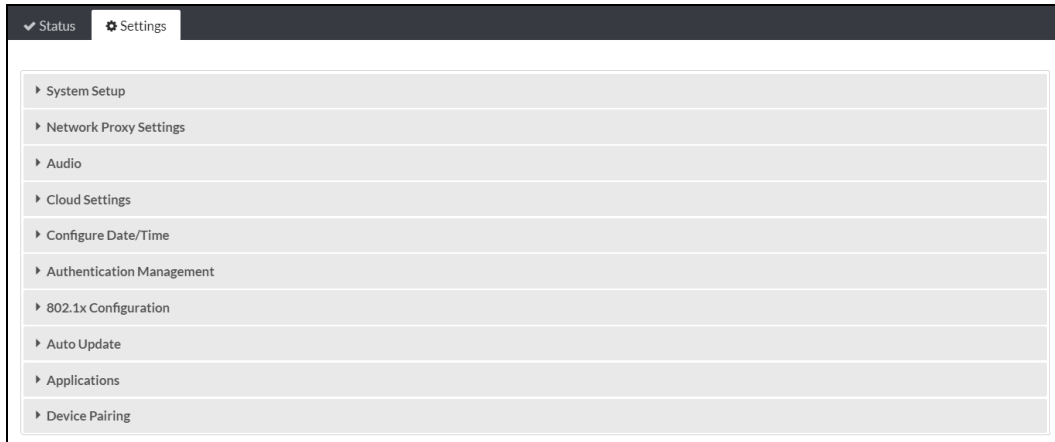 Status Settings
System Setup
Network Proxy Settings
Audio
Cloud Settings
Configure Date/Time
Authentication Management
802.1x Configuration
Auto Update
Applications
Device Pairing